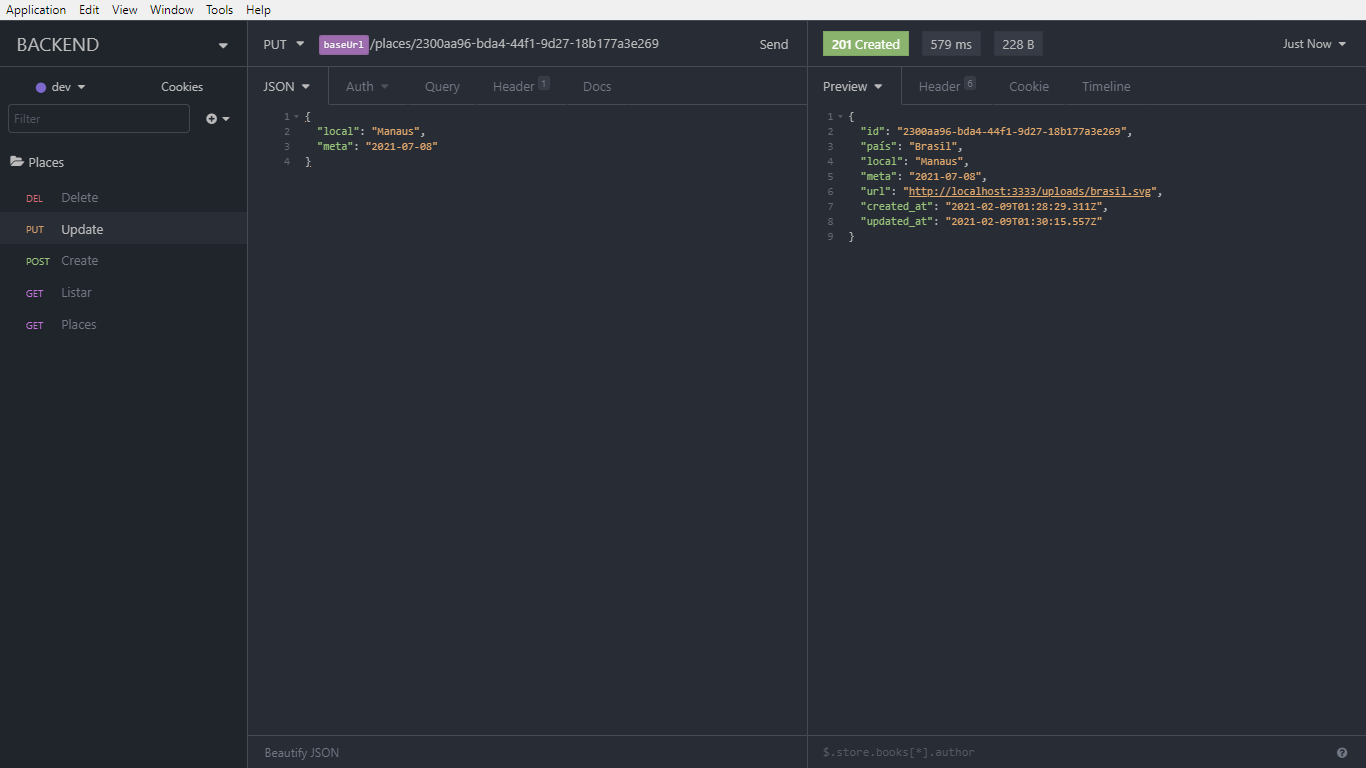 Application Edit View Window Tools Help
BACKEND
dev Cookies
Filter
Places
DEL Delete
PUT Update
POST Create
GET Listar
GET Places
PUT baseUrl/places/2300aa96-bda4-44f1-9d27-18b177a3e269 Send
JSON Auth Query Header 1 Docs
1 {
2 "local": "Manaus",
3 "meta": "2021-07-08"
4 }
Beautify JSON
201 Created 579 ms 228 B Just Now
Preview Header 6 Cookie Timeline
1 {
2 "id": "2300aa96-bda4-44f1-9d27-18b177a3e269",
3 "país": "Brasil",
4 "local": "Manaus",
5 "meta": "2021-07-08",
6 "url": "http://localhost:3333/uploads/brasil.svg",
7 "created_at": "2021-02-09T01:28:29.311Z",
8 "updated_at": "2021-02-09T01:30:15.557Z"
9 }
$.store.books[*].author